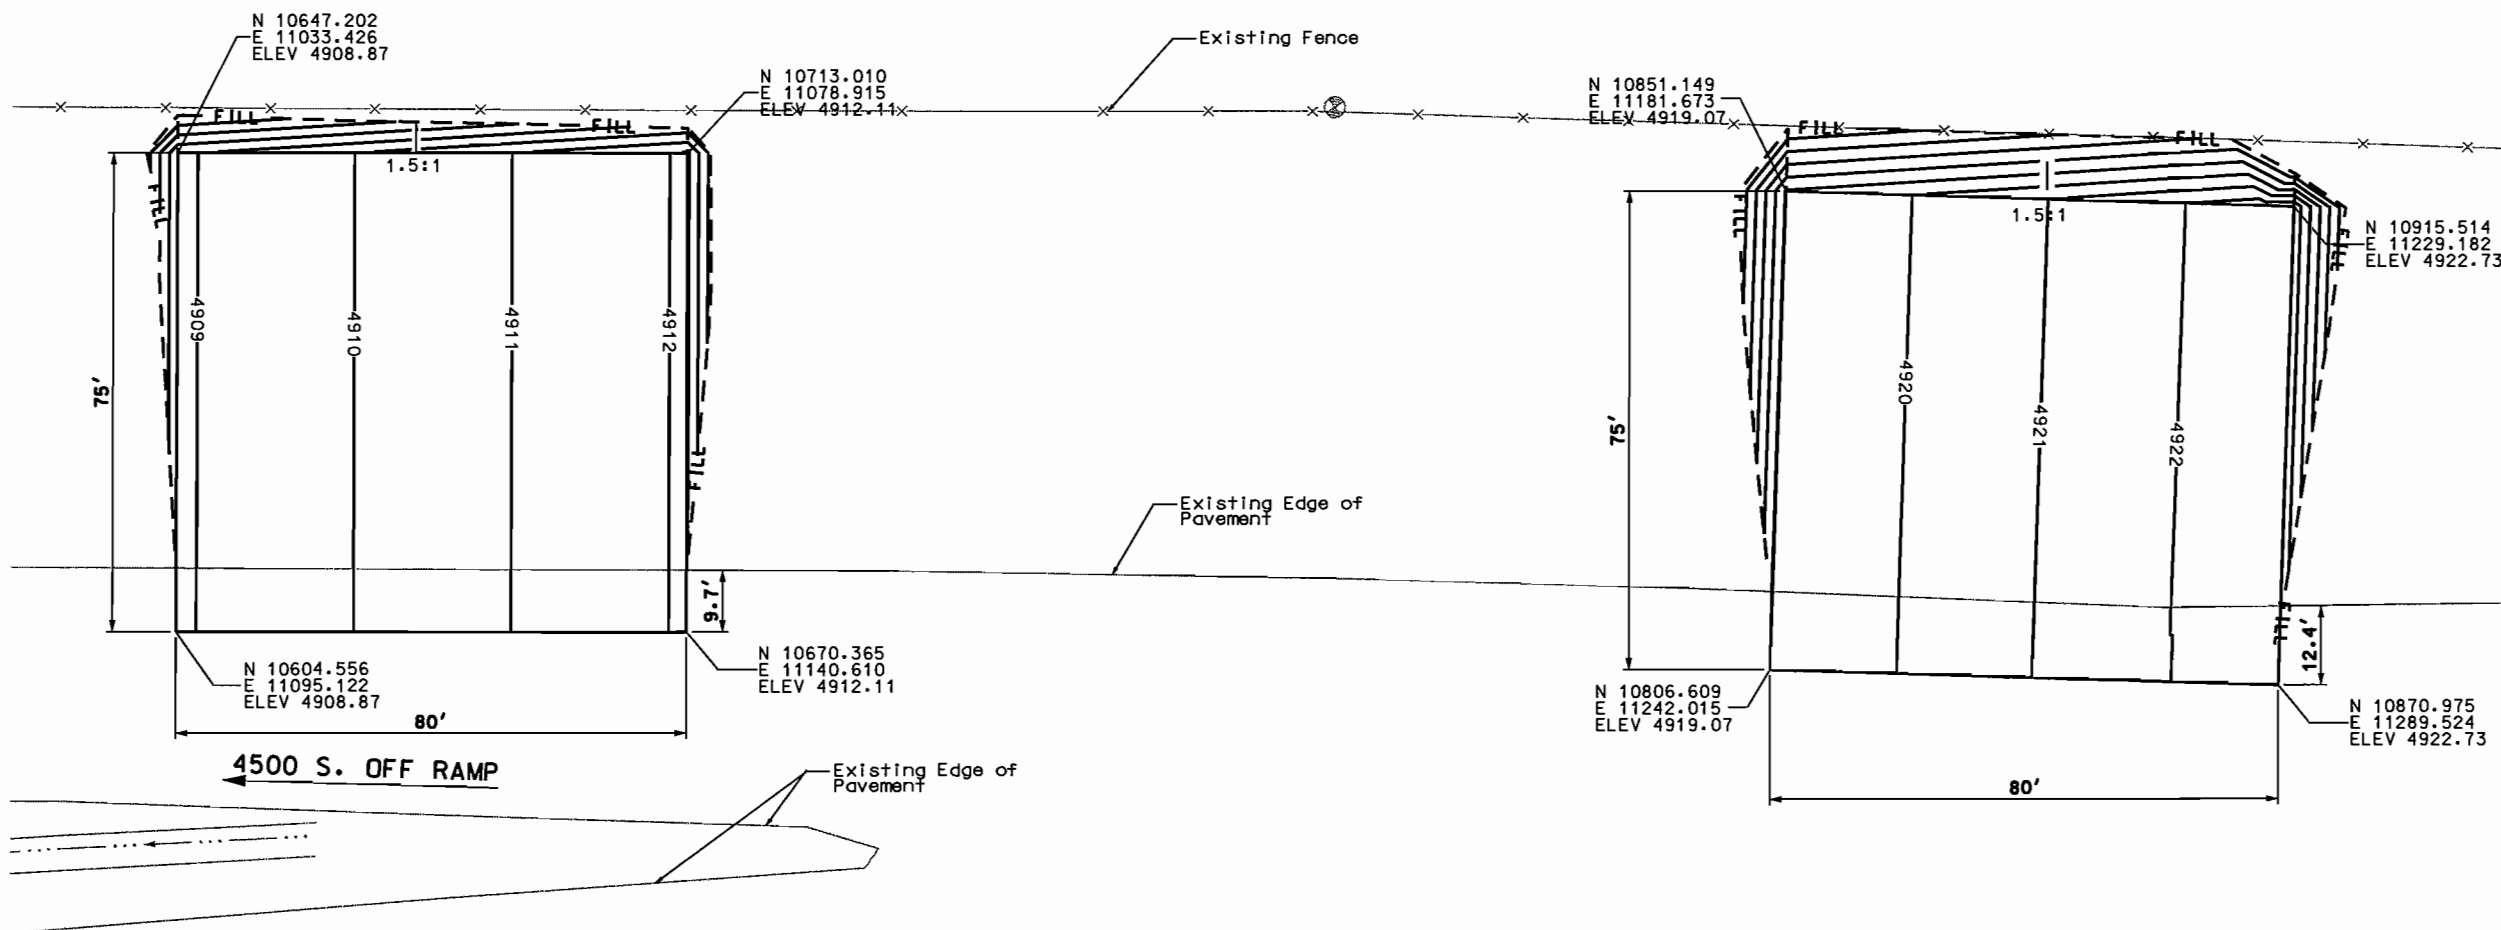 N 10647.202
E 11033.426
ELEV 4908.87
Existing Fence
N 10713.010
E 11078.915
ELEV 4912.11
N 10851.149
E 11181.673
ELEV 4919.07
FILL
FILL
FILL
FILL
1.5:1
FILL
FILL
1.5:1
N 10915.514
E 11229.182
ELEV 4922.73
FILL
4909
4910
4911
4912
75'
4920
4921
4922
75'
FILL
Existing Edge of
Pavement
9.7'
FILL
12.4'
N 10604.556
E 11095.122
ELEV 4908.87
N 10670.365
E 11140.610
ELEV 4912.11
N 10806.609
E 11242.015
ELEV 4919.07
N 10870.975
E 11289.524
ELEV 4922.73
80'
80'
4500 S. OFF RAMP
Existing Edge of
Pavement